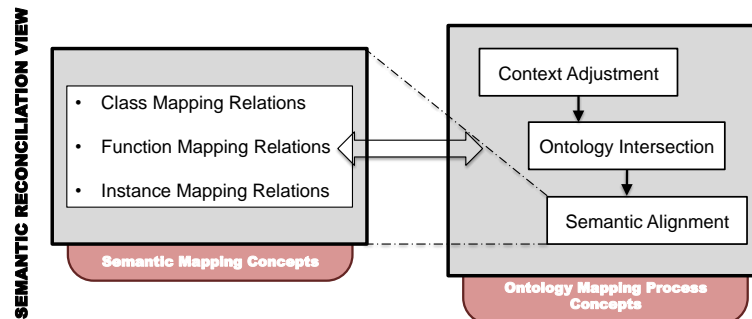 SEMANTIC RECONCILIATION VIEW
• Class Mapping Relations
• Function Mapping Relations
• Instance Mapping Relations
Semantic Mapping Concepts
Context Adjustment
Ontology Intersection
Semantic Alignment
Ontology Mapping Process
Concepts